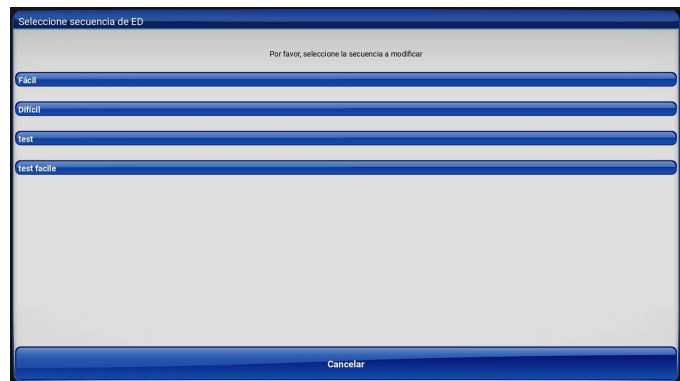 Seleccione secuencia de ED
Por favor, seleccione la secuencia a modificar
Fácil
Difícil
test
test facile
Cancelar